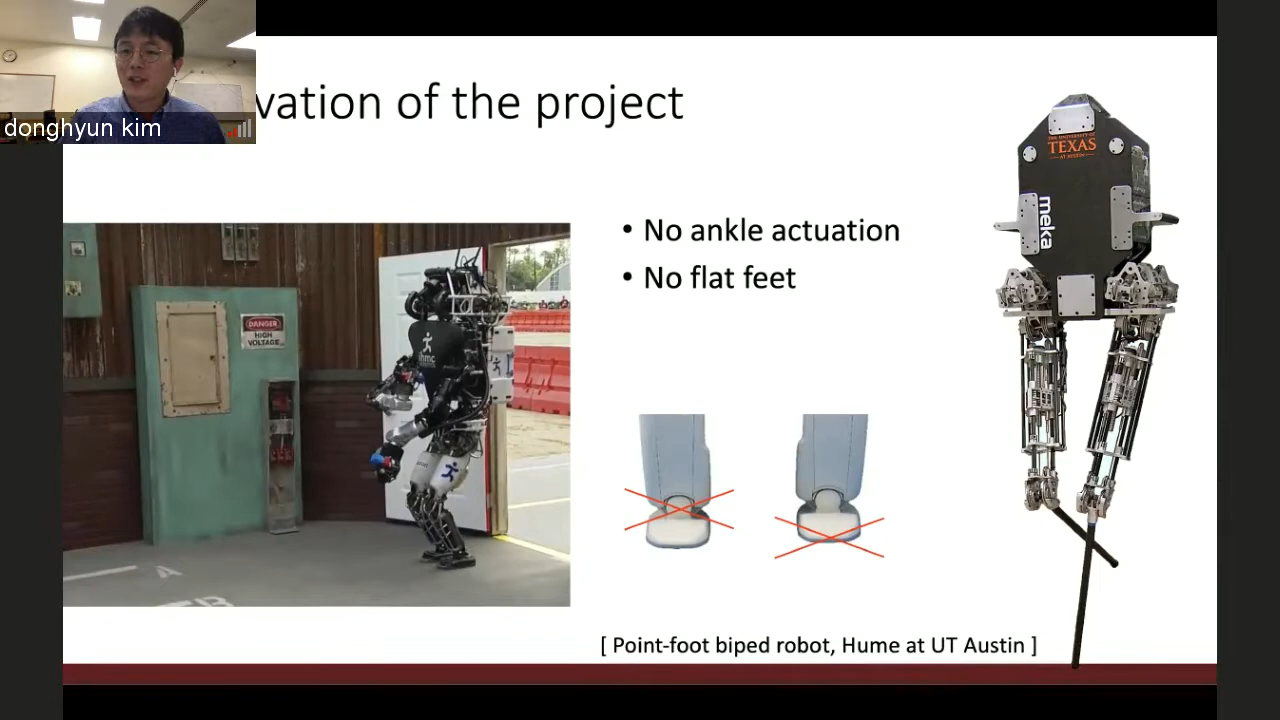 vation of the project
donghyun kim
THE UNIVERSITY OF
TEXAS
AT AUSTIN
meka
• No ankle actuation
• No flat feet
DANGER
HIGH
VOLTAGE
ihmc
[ Point-foot biped robot, Hume at UT Austin ]